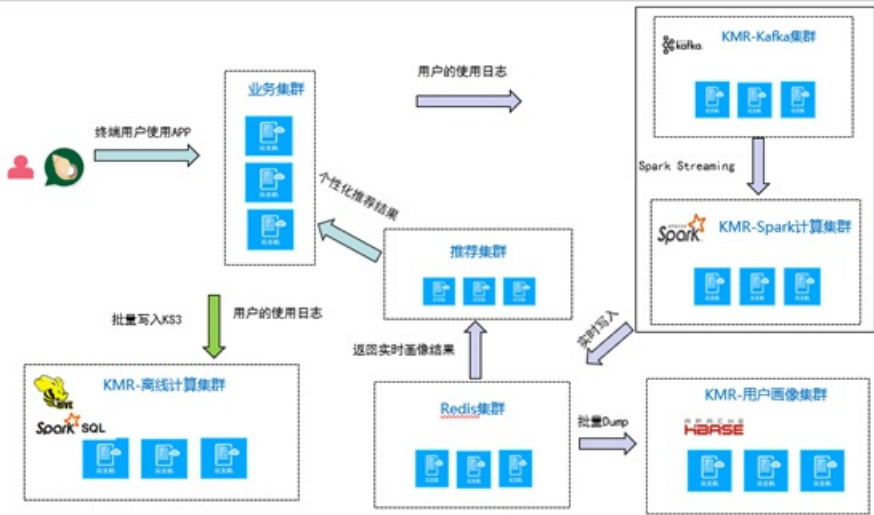 KMR-Kafka集群
kafka
用户的使用日志
业务集群
终端用户使用APP
Spark Streaming
个性化推荐结果
APACHE
Spark
KMR-Spark计算集群
推荐集群
批量写入KS3
用户的使用日志
实时写入
返回实时画像结果
KMR-离线计算集群
HIVE
Spark SQL
Redis集群
批量Dump
KMR-用户画像集群
APACHE
HBASE